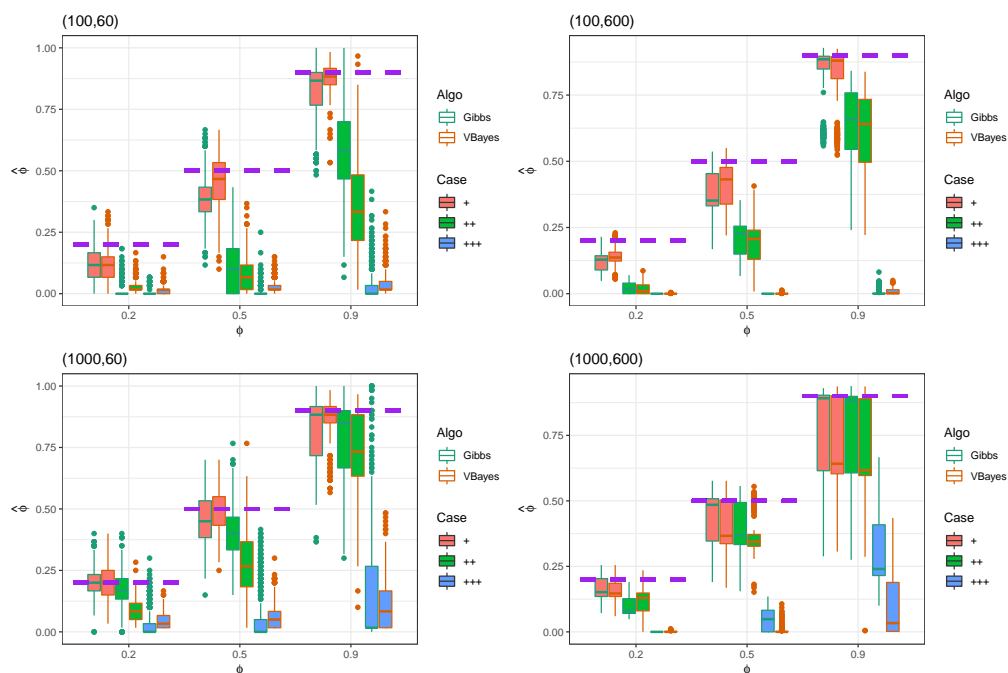 (100,60)
1.00
0.75
0.50
0.25
0.00
ϕ̂
0.2 0.5 0.9
ϕ
Algo
Gibbs
VBayes
Case
+
++
+++
(100,600)
0.75
0.50
0.25
0.00
ϕ̂
0.2 0.5 0.9
ϕ
Algo
Gibbs
VBayes
Case
+
++
+++
(1000,60)
1.00
0.75
0.50
0.25
0.00
ϕ̂
0.2 0.5 0.9
ϕ
Algo
Gibbs
VBayes
Case
+
++
+++
(1000,600)
0.75
0.50
0.25
0.00
ϕ̂
0.2 0.5 0.9
ϕ
Algo
Gibbs
VBayes
Case
+
++
+++